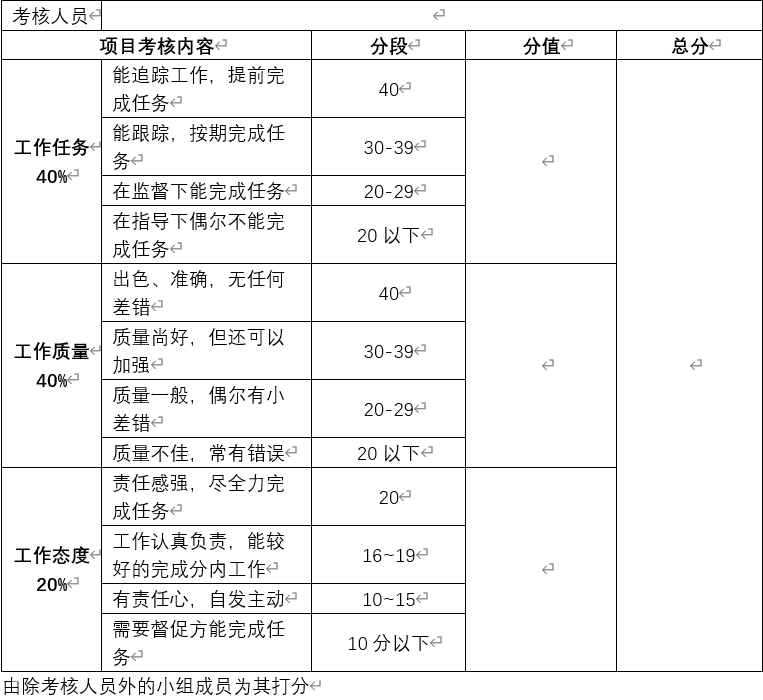 考核人员
项目考核内容 分段 分值 总分
工作任务
40%
能追踪工作，提前完
成任务
40
能跟踪，按期完成任
务
30-39
在监督下能完成任务
20-29
在指导下偶尔不能完
成任务
20 以下
工作质量
40%
出色、准确，无任何
差错
40
质量尚好，但还可以
加强
30-39
质量一般，偶尔有小
差错
20-29
质量不佳，常有错误
20 以下
工作态度
20%
责任感强，尽全力完
成任务
20
工作认真负责，能较
好的完成分内工作
16~19
有责任心，自发主动
10~15
需要督促方能完成任
务
10 分以下
由除考核人员外的小组成员为其打分